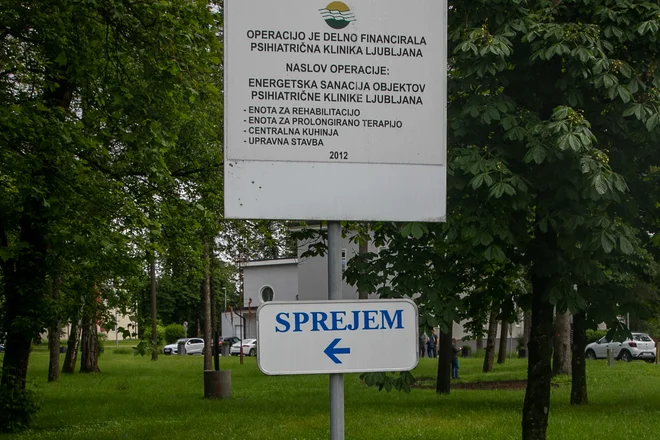 OPERACIJO JE DELNO FINANCIRALA
PSIHIATRIČNA KLINIKA LJUBLJANA
NASLOV OPERACIJE:
ENERGETSKA SANACIJA OBJEKTOV
PSIHIATRIČNE KLINIKE LJUBLJANA
- ENOTA ZA REHABILITACIJO
- ENOTA ZA PROLONGIRANO TERAPIJO
- CENTRALNA KUHINJA
- UPRAVNA STAVBA
2012
SPREJEM